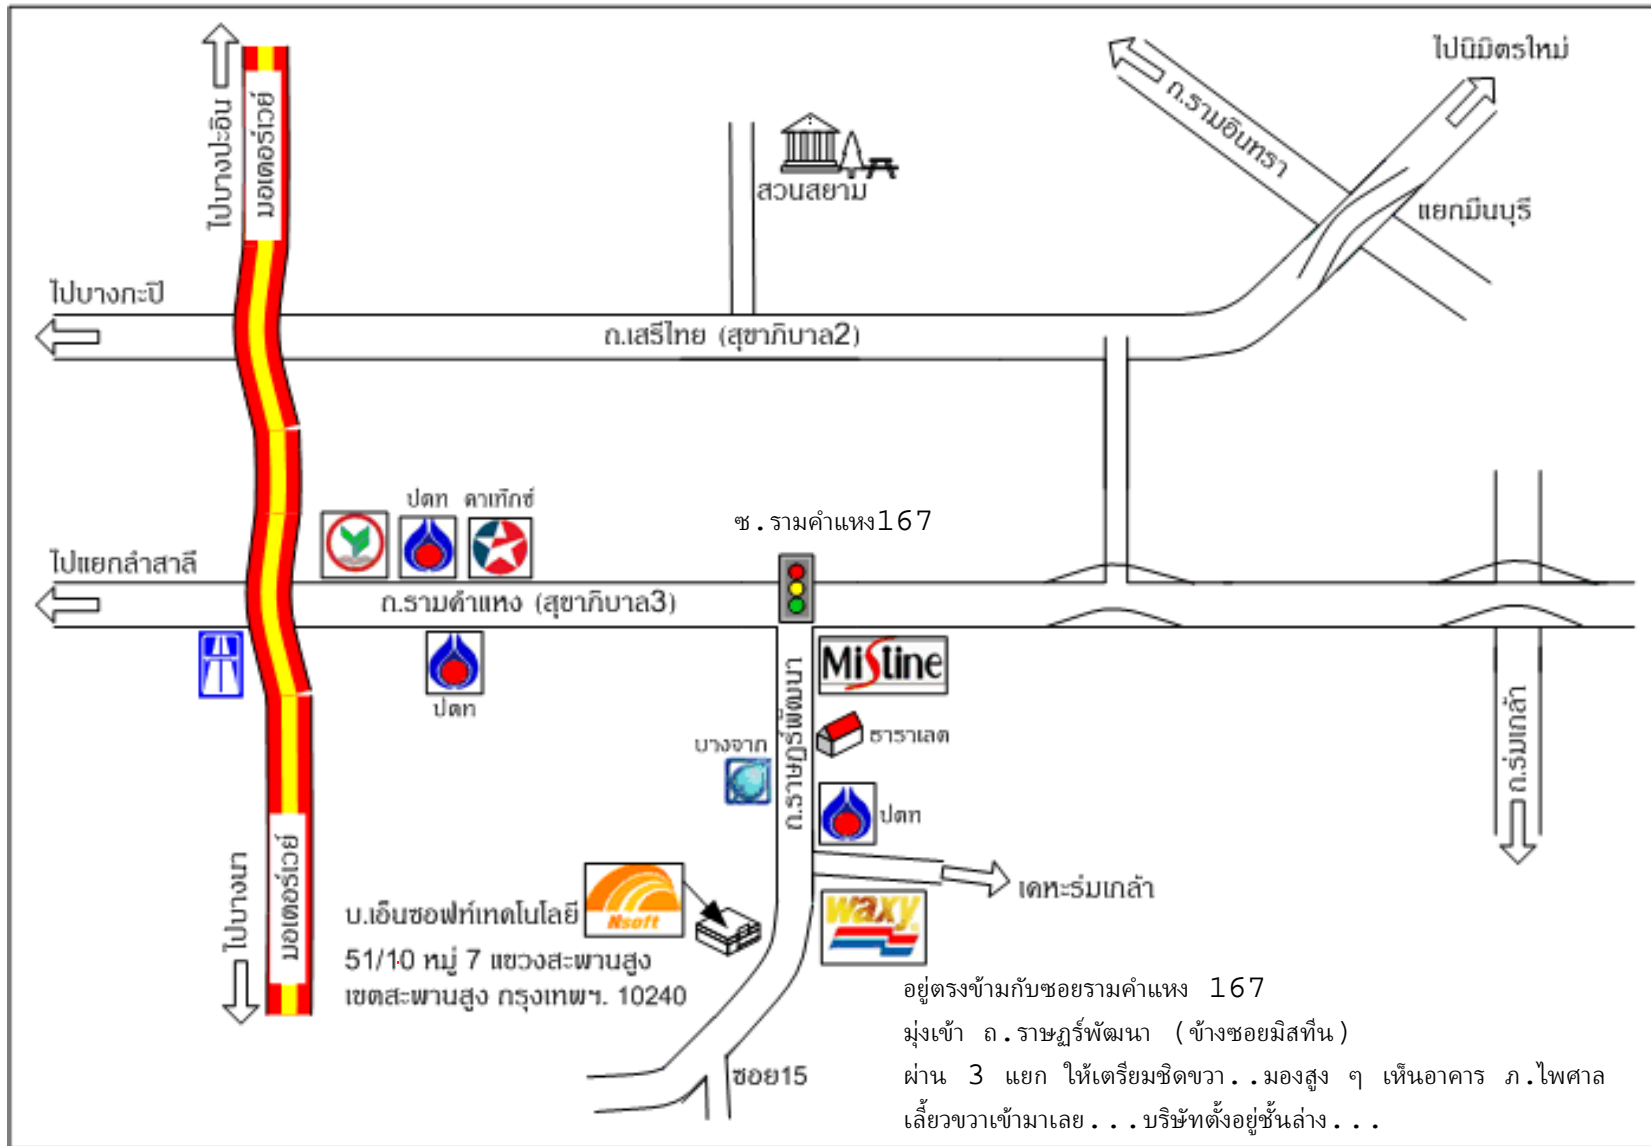 ไปนิมิตรใหม่
ถ.รามอินทรา
ไปบางปะอิน
มอเตอร์เวย์
สวนสยาม
แยกมีนบุรี
ไปบางกะปิ
ถ.เสรีไทย (สุขาภิบาล2)
ปตท คาเท๊กซ์
ซ.รามคำแหง167
ไปแยกลำสาลี
ถ.รามคำแหง (สุขาภิบาล3)
Misline
ปตท
ถ.ราษฎร์พัฒนา
ธาราเลค
บางจาก
ถ.ร่มเกล้า
ปตท
ไปบางนา
มอเตอร์เวย์
เคหะร่มเกล้า
Nsoft
waxy
บ.เอ็นซอฟท์เทคโนโลยี
51/10 หมู่ 7 แขวงสะพานสูง
เขตสะพานสูง กรุงเทพฯ. 10240
ซอย15
อยู่ตรงข้ามกับซอยรามคำแหง 167
มุ่งเข้า ถ.ราษฏร์พัฒนา (ข้างซอยมิสทีน)
ผ่าน 3 แยก ให้เตรียมชิดขวา..มองสูง ๆ เห็นอาคาร ภ.ไพศาล
เลี้ยวขวาเข้ามาเลย...บริษัทตั้งอยู่ชั้นล่าง...